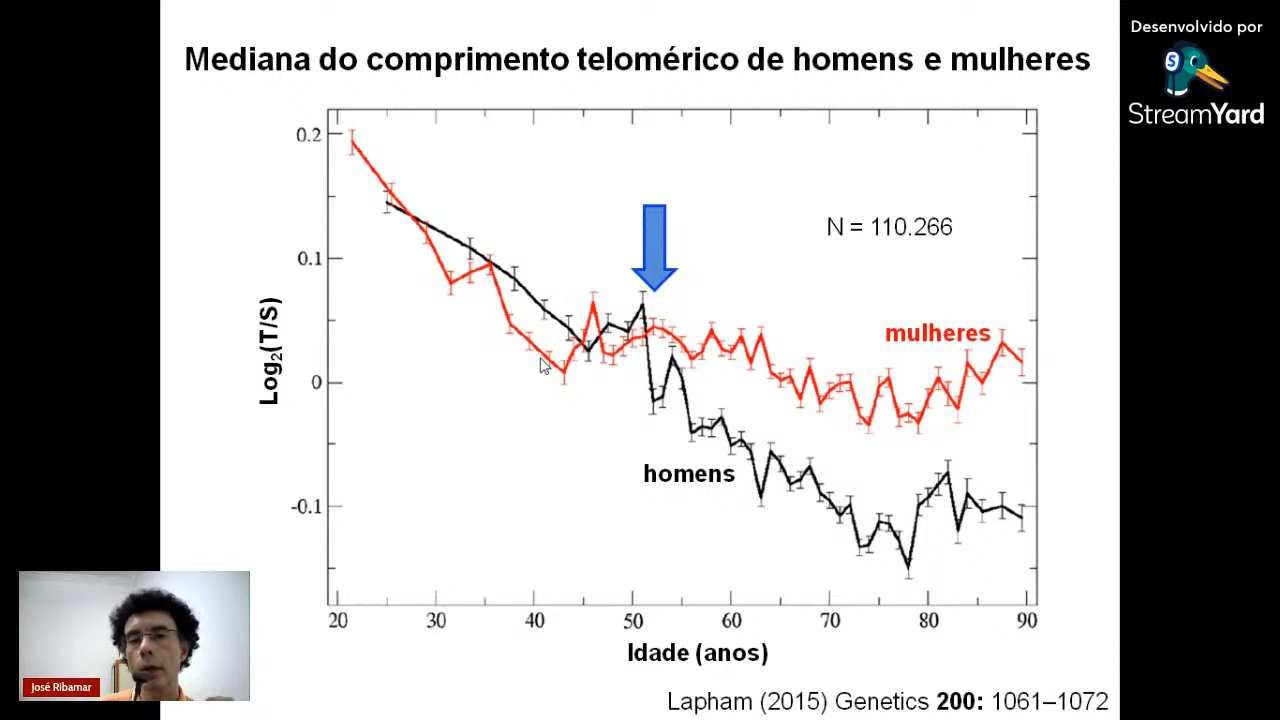 Desenvolvido por
StreamYard
Mediana do comprimento telomérico de homens e mulheres
0.2
0.1
0
-0.1
Log2(T/S)
N = 110.266
mulheres
homens
20 30 40 50 60 70 80 90
Idade (anos)
Lapham (2015) Genetics 200: 1061–1072
José Ribamar